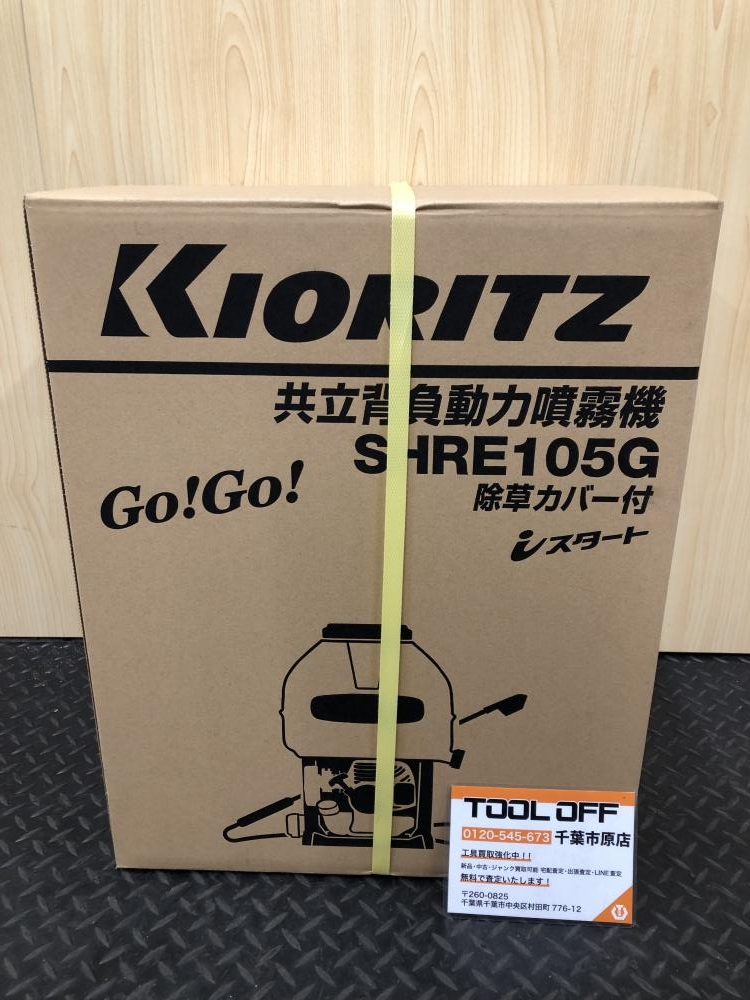 KIORITZ
共立背負動力噴霧機
SHRE105G
Go!Go!
除草カバー付
iスタート
TOOL OFF
0120-545-673 千葉市原店
工具買取強化中!!
新品・中古・ジャンク買取可能 宅配査定・出張査定・LINE査定
無料で査定いたします!
〒260-0825
千葉県千葉市中央区村田町 776-12